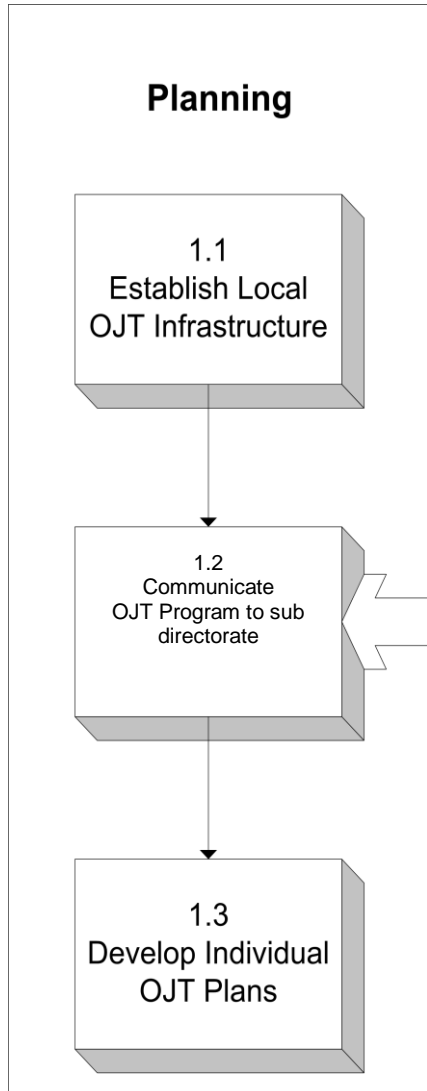 Planning
1.1
Establish Local
OJT Infrastructure
1.2
Communicate
OJT Program to sub
directorate
1.3
Develop Individual
OJT Plans